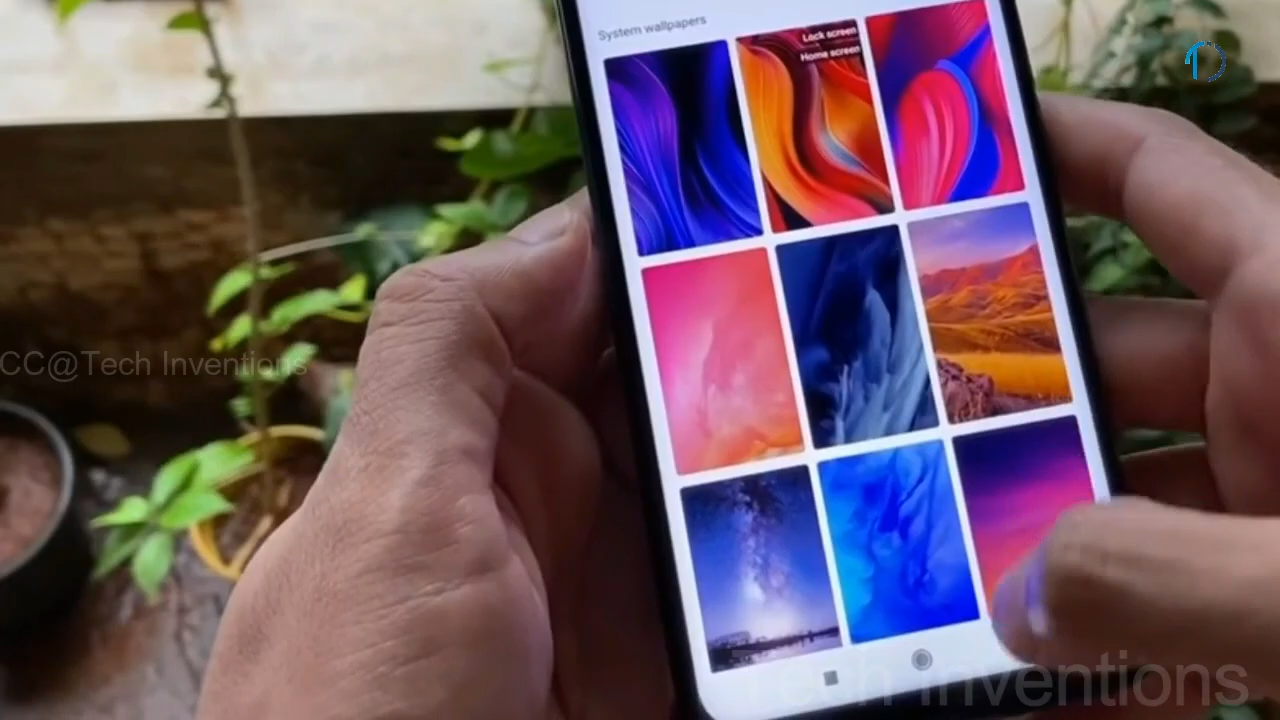 System wallpapers
Lock screen
Home screen
CC@Tech Inventions
Tech Inventions